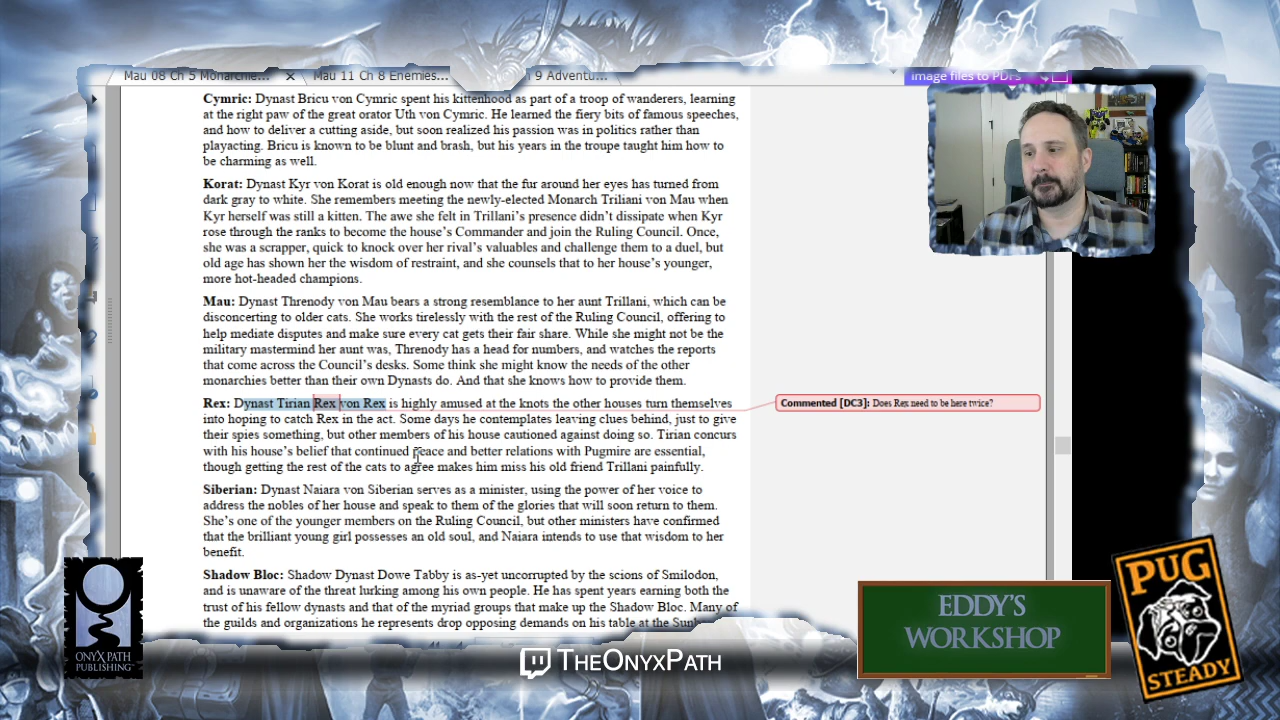 Mau 08 Ch 5 Monarchie...
Mau 11 Ch 8 Enemies...
9 Adventu...
image files to PDFs
Cymric: Dynast Bricu von Cymric spent his kittenhood as part of a troop of wanderers, learning
at the right paw of the great orator Uth von Cymric. He learned the fiery bits of famous speeches,
and how to deliver a cutting aside, but soon realized his passion was in politics rather than
playacting. Bricu is known to be blunt and brash, but his years in the troupe taught him how to
be charming as well.
Korat: Dynast Kyr von Korat is old enough now that the fur around her eyes has turned from
dark gray to white. She remembers meeting the newly-elected Monarch Triliani von Mau when
Kyr herself was still a kitten. The awe she felt in Trillani's presence didn't dissipate when Kyr
rose through the ranks to become the house's Commander and join the Ruling Council. Once,
she was a scrapper, quick to knock over her rival's valuables and challenge them to a duel, but
old age has shown her the wisdom of restraint, and she counsels that to her house's younger,
more hot-headed champions.
Mau: Dynast Threnody von Mau bears a strong resemblance to her aunt Trillani, which can be
disconcerting to older cats. She works tirelessly with the rest of the Ruling Council, offering to
help mediate disputes and make sure every cat gets their fair share. While she might not be the
military mastermind her aunt was, Threnody has a head for numbers, and watches the reports
that come across the Council's desks. Some think she might know the needs of the other
monarchies better than their own Dynasts do. And that she knows how to provide them.
Rex: Dynast Tirian Rex von Rex is highly amused at the knots the other houses turn themselves
into hoping to catch Rex in the act. Some days he contemplates leaving clues behind, just to give
their spies something, but other members of his house cautioned against doing so. Tirian concurs
with his house's belief that continued peace and better relations with Pugmire are essential,
though getting the rest of the cats to agree makes him miss his old friend Trillani painfully.
Commented [DC3]: Does Rex need to be here twice?
Siberian: Dynast Naiara von Siberian serves as a minister, using the power of her voice to
address the nobles of her house and speak to them of the glories that will soon return to them.
She's one of the younger members on the Ruling Council, but other ministers have confirmed
that the brilliant young girl possesses an old soul, and Naiara intends to use that wisdom to her
benefit.
Shadow Bloc: Shadow Dynast Dowe Tabby is as-yet uncorrupted by the scions of Smilodon,
and is unaware of the threat lurking among his own people. He has spent years earning both the
trust of his fellow dynasts and that of the myriad groups that make up the Shadow Bloc. Many of
the guilds and organizations he represents drop opposing demands on his table at the
ONYX PATH
PUBLISHING
THEONYXPATH
EDDY'S
WORKSHOP
PUG
STEADY